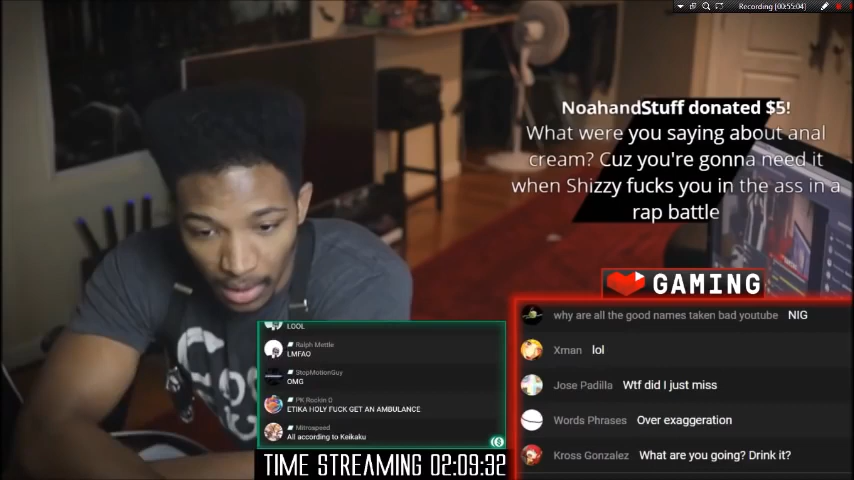 Recording [00:55:04]
NoahandStuff donated $5!
What were you saying about anal
cream? Cuz you're gonna need it
when Shizzy fucks you in the ass in a
rap battle
GAMING
why are all the good names taken bad youtube NIG
Xman lol
Jose Padilla Wtf did I just miss
Words Phrases Over exaggeration
Kross Gonzalez What are you going? Drink it?
LOOL
Ralph Mettle
LMFAO
StopMotionGuy
OMG
PK Rockin D
ETIKA HOLY FUCK GET AN AMBULANCE
Mitrospeed
All according to Keikaku
TIME STREAMING 02:09:32